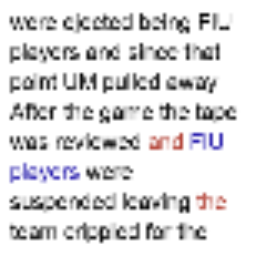 were ejected being FIU
players and since that
point UM pulled away
After the game the tape
was reviewed and FIU
players were
suspended leaving the
team crippled for the